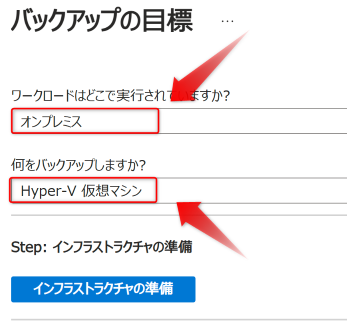 バックアップの目標 …
ワークロードはどこで実行されていますか?
オンプレミス
何をバックアップしますか?
Hyper-V 仮想マシン
Step: インフラストラクチャの準備
インフラストラクチャの準備